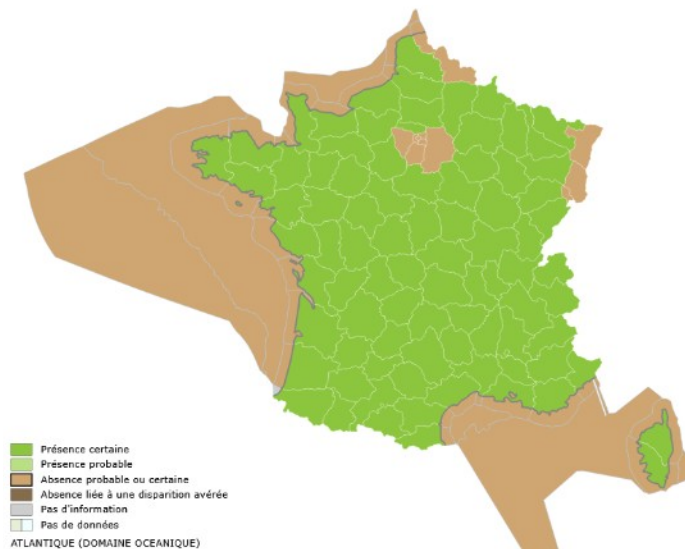 Présence certaine
Présence probable
Absence probable ou certaine
Absence liée à une disparition avérée
Pas d'information
Pas de données
ATLANTIQUE (DOMAINE OCEANIQUE)